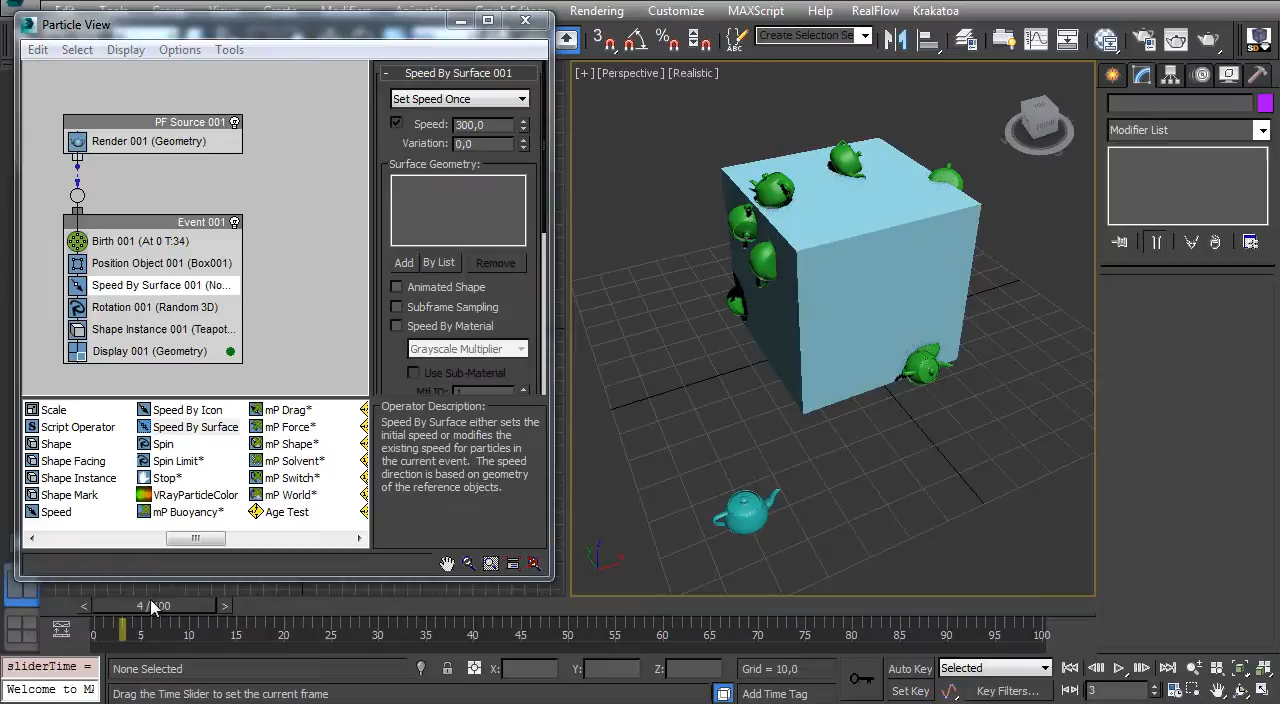 Particle View
Edit Select Display Options Tools
Rendering Customize MAXScript Help RealFlow Krakatoa
Create Selection Se
PF Source 001
Render 001 (Geometry)
Event 001
Birth 001 (At 0 T:34)
Position Object 001 (Box001)
Speed By Surface 001 (No...
Rotation 001 (Random 3D)
Shape Instance 001 (Teapot...
Display 001 (Geometry)
- Speed By Surface 001
Set Speed Once
Speed: 300,0
Variation: 0,0
Surface Geometry:
Add By List Remove
Animated Shape
Subframe Sampling
Speed By Material
Grayscale Multiplier
Use Sub-Material
Mtl ID: 1
Scale
Script Operator
Shape
Shape Facing
Shape Instance
Shape Mark
Speed
Speed By Icon
Speed By Surface
Spin
Spin Limit*
Stop*
VRayParticleColor
mP Buoyancy*
mP Drag*
mP Force*
mP Shape*
mP Solvent*
mP Switch*
mP World*
Age Test
Operator Description:
Speed By Surface either sets the
initial speed or modifies the
existing speed for particles in
the current event. The speed
direction is based on geometry
of the reference objects.
[+] [Perspective] [Realistic]
TOP
FRONT
Modifier List
0 5 10 15 20 25 30 35 40 45 50 55 60 65 70 75 80 85 90 95 100
sliderTime =
Welcome to MA
None Selected
X: Y: Z:
Grid = 10,0
Drag the Time Slider to set the current frame
Add Time Tag
Auto Key Selected
Set Key Key Filters...
3